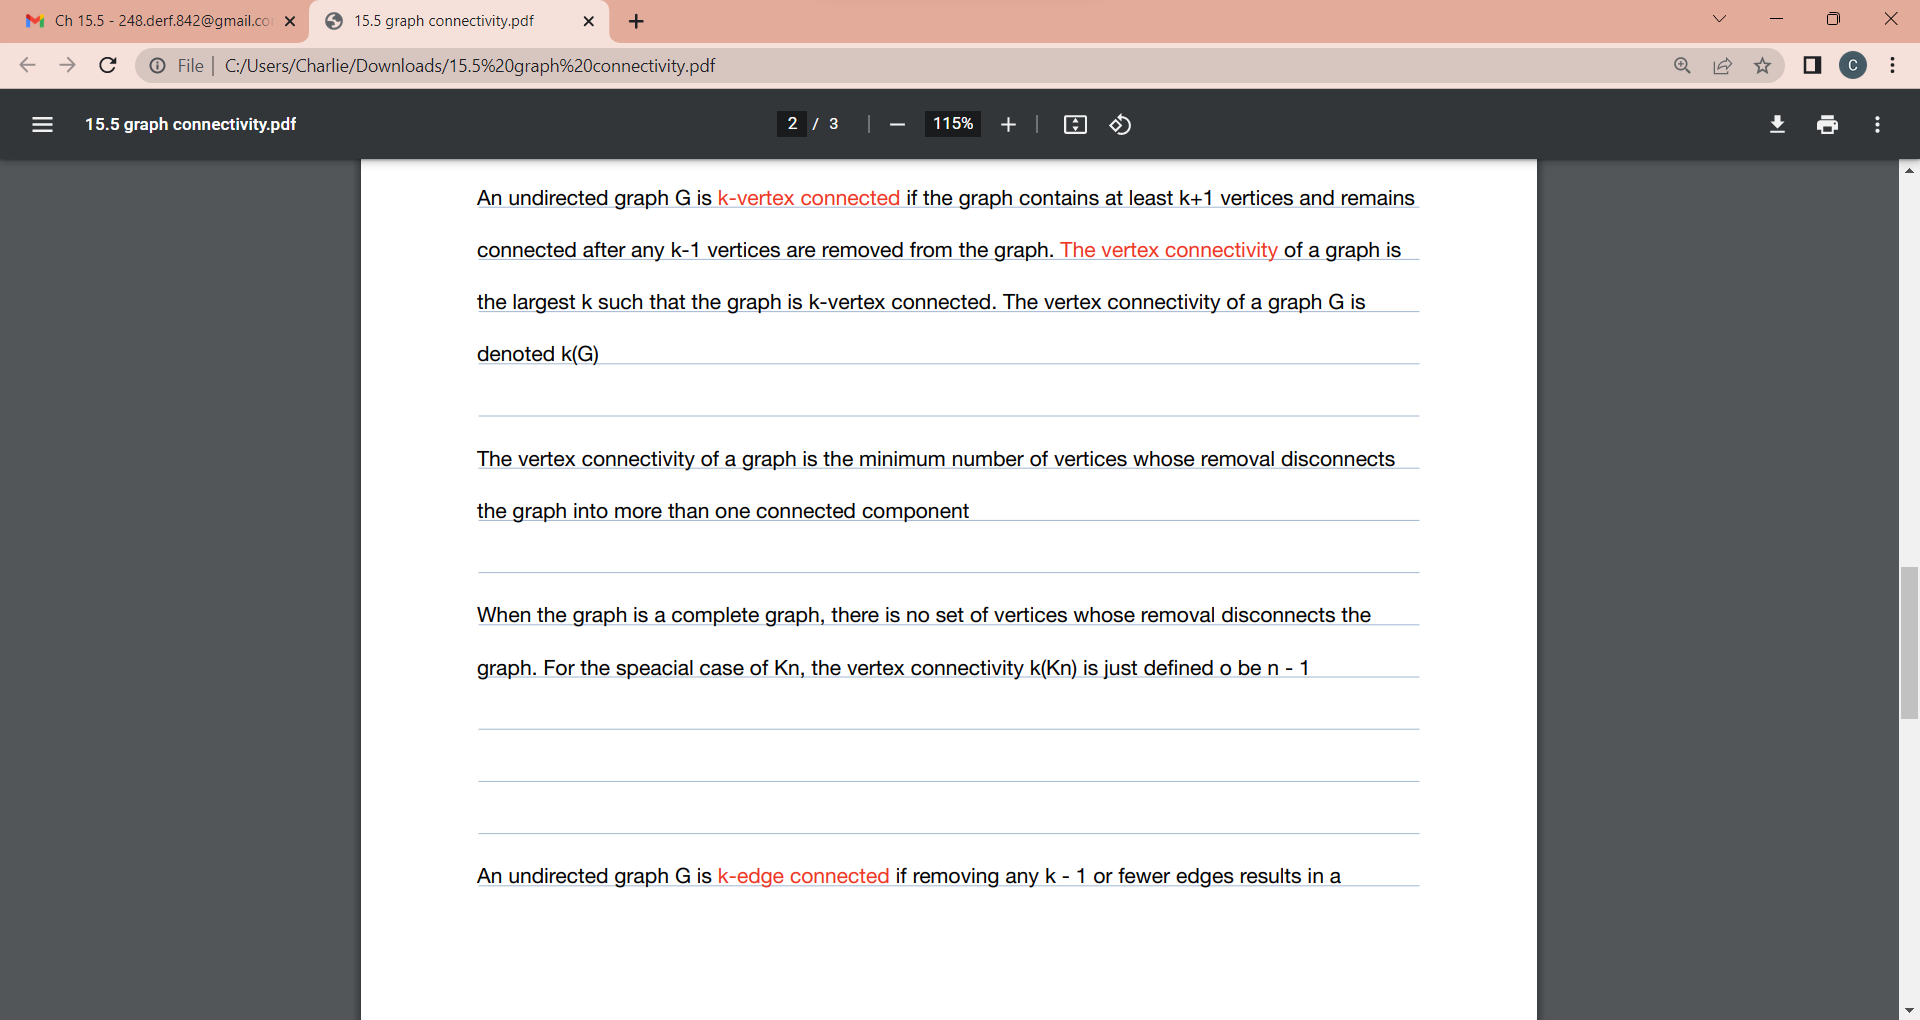 Ch 15.5 - 248.derf.842@gmail.co
15.5 graph connectivity.pdf
File
C:/Users/Charlie/Downloads/15.5%20graph%20connectivity.pdf
C
15.5 graph connectivity.pdf
2 / 3
115%
An undirected graph G is k-vertex connected if the graph contains at least k+1 vertices and remains
connected after any k-1 vertices are removed from the graph. The vertex connectivity of a graph is
the largest k such that the graph is k-vertex connected. The vertex connectivity of a graph G is
denoted k(G)
The vertex connectivity of a graph is the minimum number of vertices whose removal disconnects
the graph into more than one connected component
When the graph is a complete graph, there is no set of vertices whose removal disconnects the
graph. For the speacial case of Kn, the vertex connectivity k(Kn) is just defined o be n - 1
An undirected graph G is k-edge connected if removing any k - 1 or fewer edges results in a